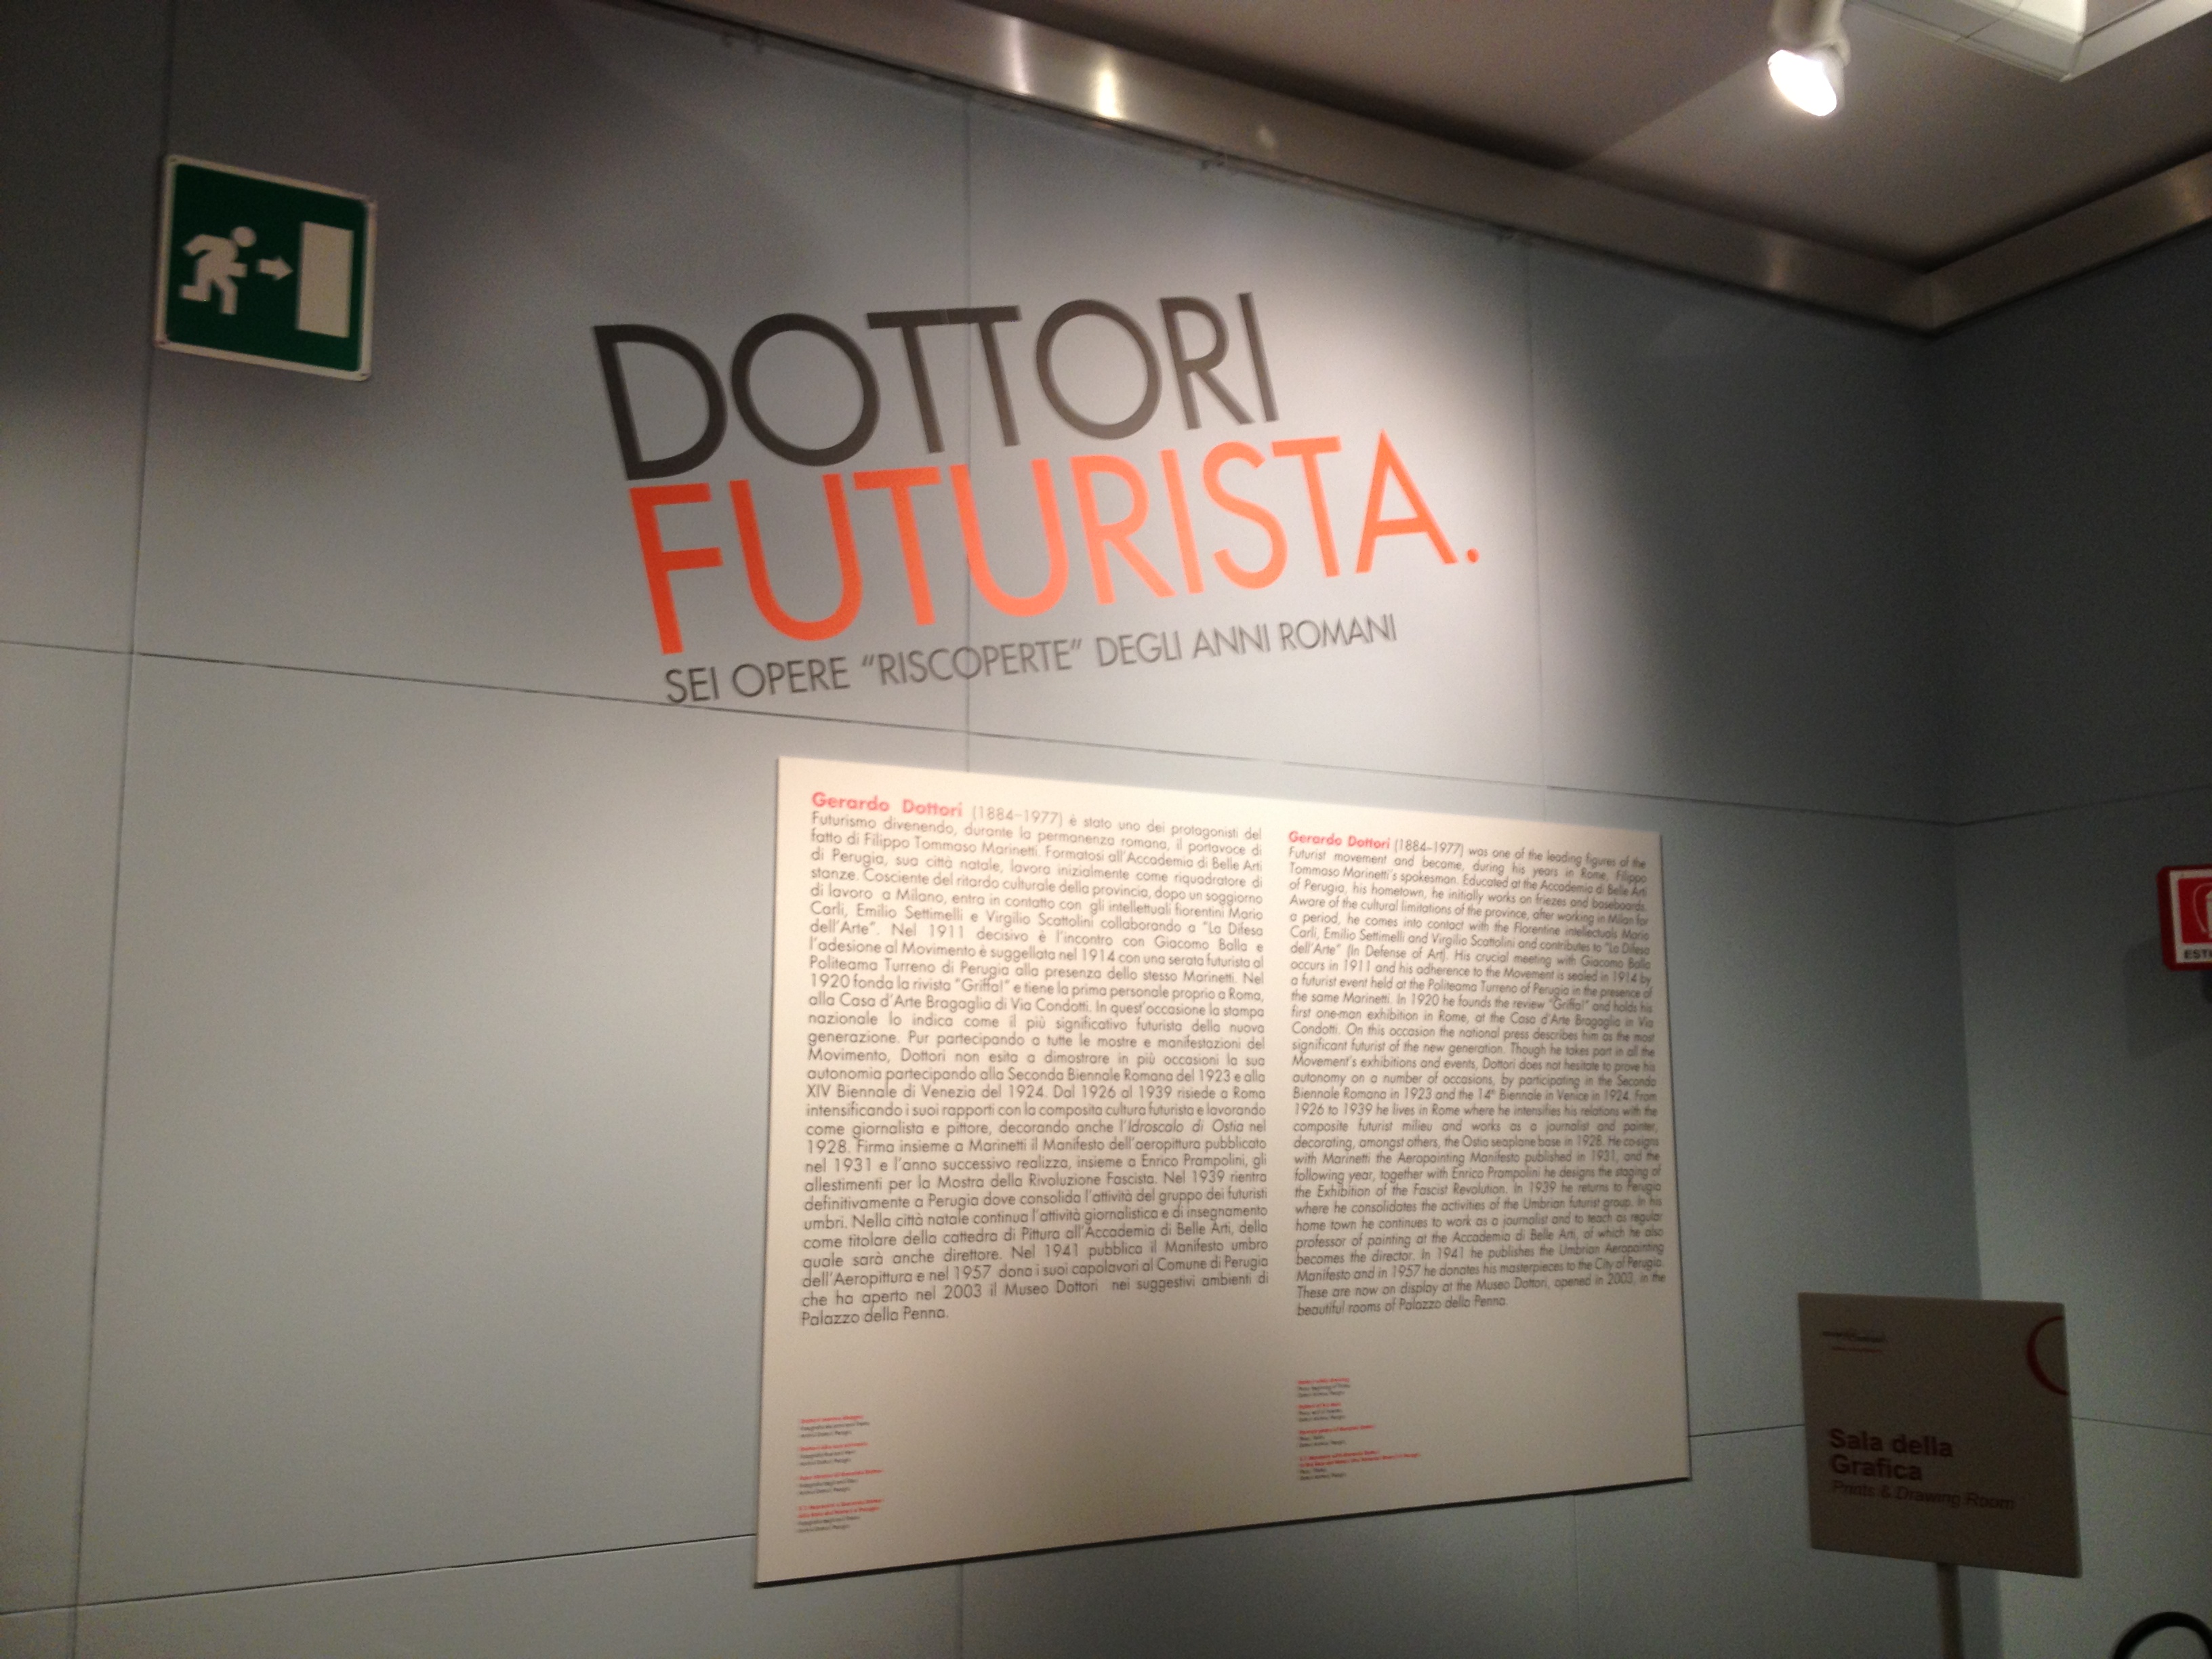 DOTTORI
FUTURISTA.
SEI OPERE “RISCOPERTE” DEGLI ANNI ROMANI
Gerardo Dottori (1884-1977) è stato uno dei protagonisti del
Futurismo divenendo, durante la permanenza romana, il portavoce di
fatto di Filippo Tommaso Marinetti. Formatosi all'Accademia di Belle Arti
di Perugia, sua città natale, lavora inizialmente come riquadratore di
stanze. Cosciente del ritardo culturale della provincia, dopo un soggiorno
di lavoro a Milano, entra in contatto con gli intellettuali fiorentini Mario
Carli, Emilio Settimelli e Virgilio Scattolini collaborando a "La Difesa
dell'Arte". Nel 1911 decisivo è l'incontro con Giacomo Balla e
l'adesione al Movimento è suggellata nel 1914 con una serata futurista al
Politeama Turreno di Perugia alla presenza dello stesso Marinetti. Nel
1920 fonda la rivista "Griffa!" e tiene la prima personale proprio a Roma,
alla Casa d'Arte Bragaglia di Via Condotti. In quest'occasione la stampa
nazionale lo indica come il più significativo futurista della nuova
generazione. Pur partecipando a tutte le mostre e manifestazioni del
Movimento, Dottori non esita a dimostrare in più occasioni la sua
autonomia partecipando alla Seconda Biennale Romana del 1923 e alla
XIV Biennale di Venezia del 1924. Dal 1926 al 1939 risiede a Roma
intensificando i suoi rapporti con la composita cultura futurista e lavorando
come giornalista e pittore, decorando anche l'Idroscalo di Ostia nel
1928. Firma insieme a Marinetti il Manifesto dell'aeropittura pubblicato
nel 1931 e l'anno successivo realizza, insieme a Enrico Prampolini, gli
allestimenti per la Mostra della Rivoluzione Fascista. Nel 1939 rientra
definitivamente a Perugia dove consolida l'attività del gruppo dei futuristi
umbri. Nella città natale continua l'attività giornalistica e di insegnamento
come titolare della cattedra di Pittura all'Accademia di Belle Arti, della
quale sarà anche direttore. Nel 1941 pubblica il Manifesto umbro
dell'Aeropittura e nel 1957 dona i suoi capolavori al Comune di Perugia
che ha aperto nel 2003 il Museo Dottori nei suggestivi ambienti di
Palazzo della Penna.
Gerardo Dottori (1884-1977) was one of the leading figures of the
Futurist movement and became, during his years in Rome, Filippo
Tommaso Marinetti's spokesman. Educated at the Accademia di Belle Arti
of Perugia, his hometown, he initially works on friezes and baseboards.
Aware of the cultural limitations of the province, after working in Milan for
a period, he comes into contact with the Florentine intellectuals Mario
Carli, Emilio Settimelli and Virgilio Scattolini and contributes to "La Difesa
dell'Arte" (In Defense of Art). His crucial meeting with Giacomo Balla
occurs in 1911 and his adherence to the Movement is sealed in 1914 by
a futurist event held at the Politeama Turreno of Perugia in the presence of
the same Marinetti. In 1920 he founds the review "Griffa!" and holds his
first one-man exhibition in Rome, at the Casa d'Arte Bragaglia in Via
Condotti. On this occasion the national press describes him as the most
significant futurist of the new generation. Though he takes part in all the
Movement's exhibitions and events, Dottori does not hesitate to prove his
autonomy on a number of occasions, by participating in the Seconda
Biennale Romana in 1923 and the 14° Biennale in Venice in 1924. From
1926 to 1939 he lives in Rome where he intensifies his relations with the
composite futurist milieu and works as a journalist and painter,
decorating, amongst others, the Ostia seaplane base in 1928. He co-signs
with Marinetti the Aeropainting Manifesto published in 1931, and the
following year, together with Enrico Prampolini he designs the staging of
the Exhibition of the Fascist Revolution. In 1939 he returns to Perugia
where he consolidates the activities of the Umbrian futurist group. In his
home town he continues to work as a journalist and to teach as regular
professor of painting at the Accademia di Belle Arti, of which he also
becomes the director. In 1941 he publishes the Umbrian Aeropainting
Manifesto and in 1957 he donates his masterpieces to the City of Perugia.
These are now on display at the Museo Dottori, opened in 2003, in the
beautiful rooms of Palazzo della Penna.
Sala della
Grafica
Prints & Drawing Room